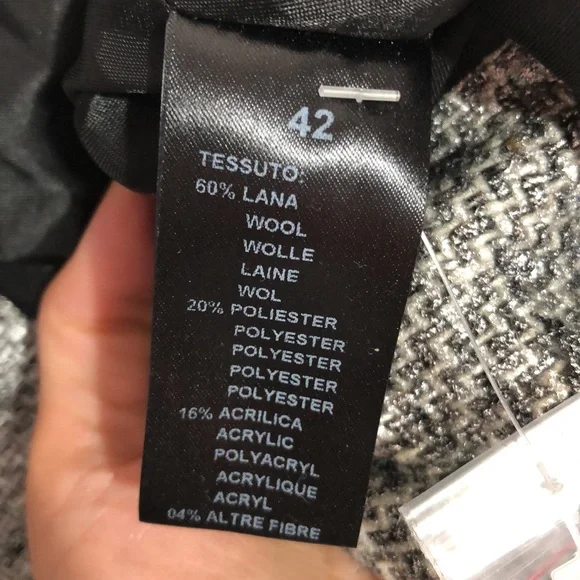 42
TESSUTO:
60% LANA
WOOL
WOLLE
LAINE
WOL
20% POLIESTER
POLYESTER
POLYESTER
POLYESTER
POLYESTER
16% ACRILICA
ACRYLIC
POLYACRYL
ACRYLIQUE
ACRYL
04% ALTRE FIBRE